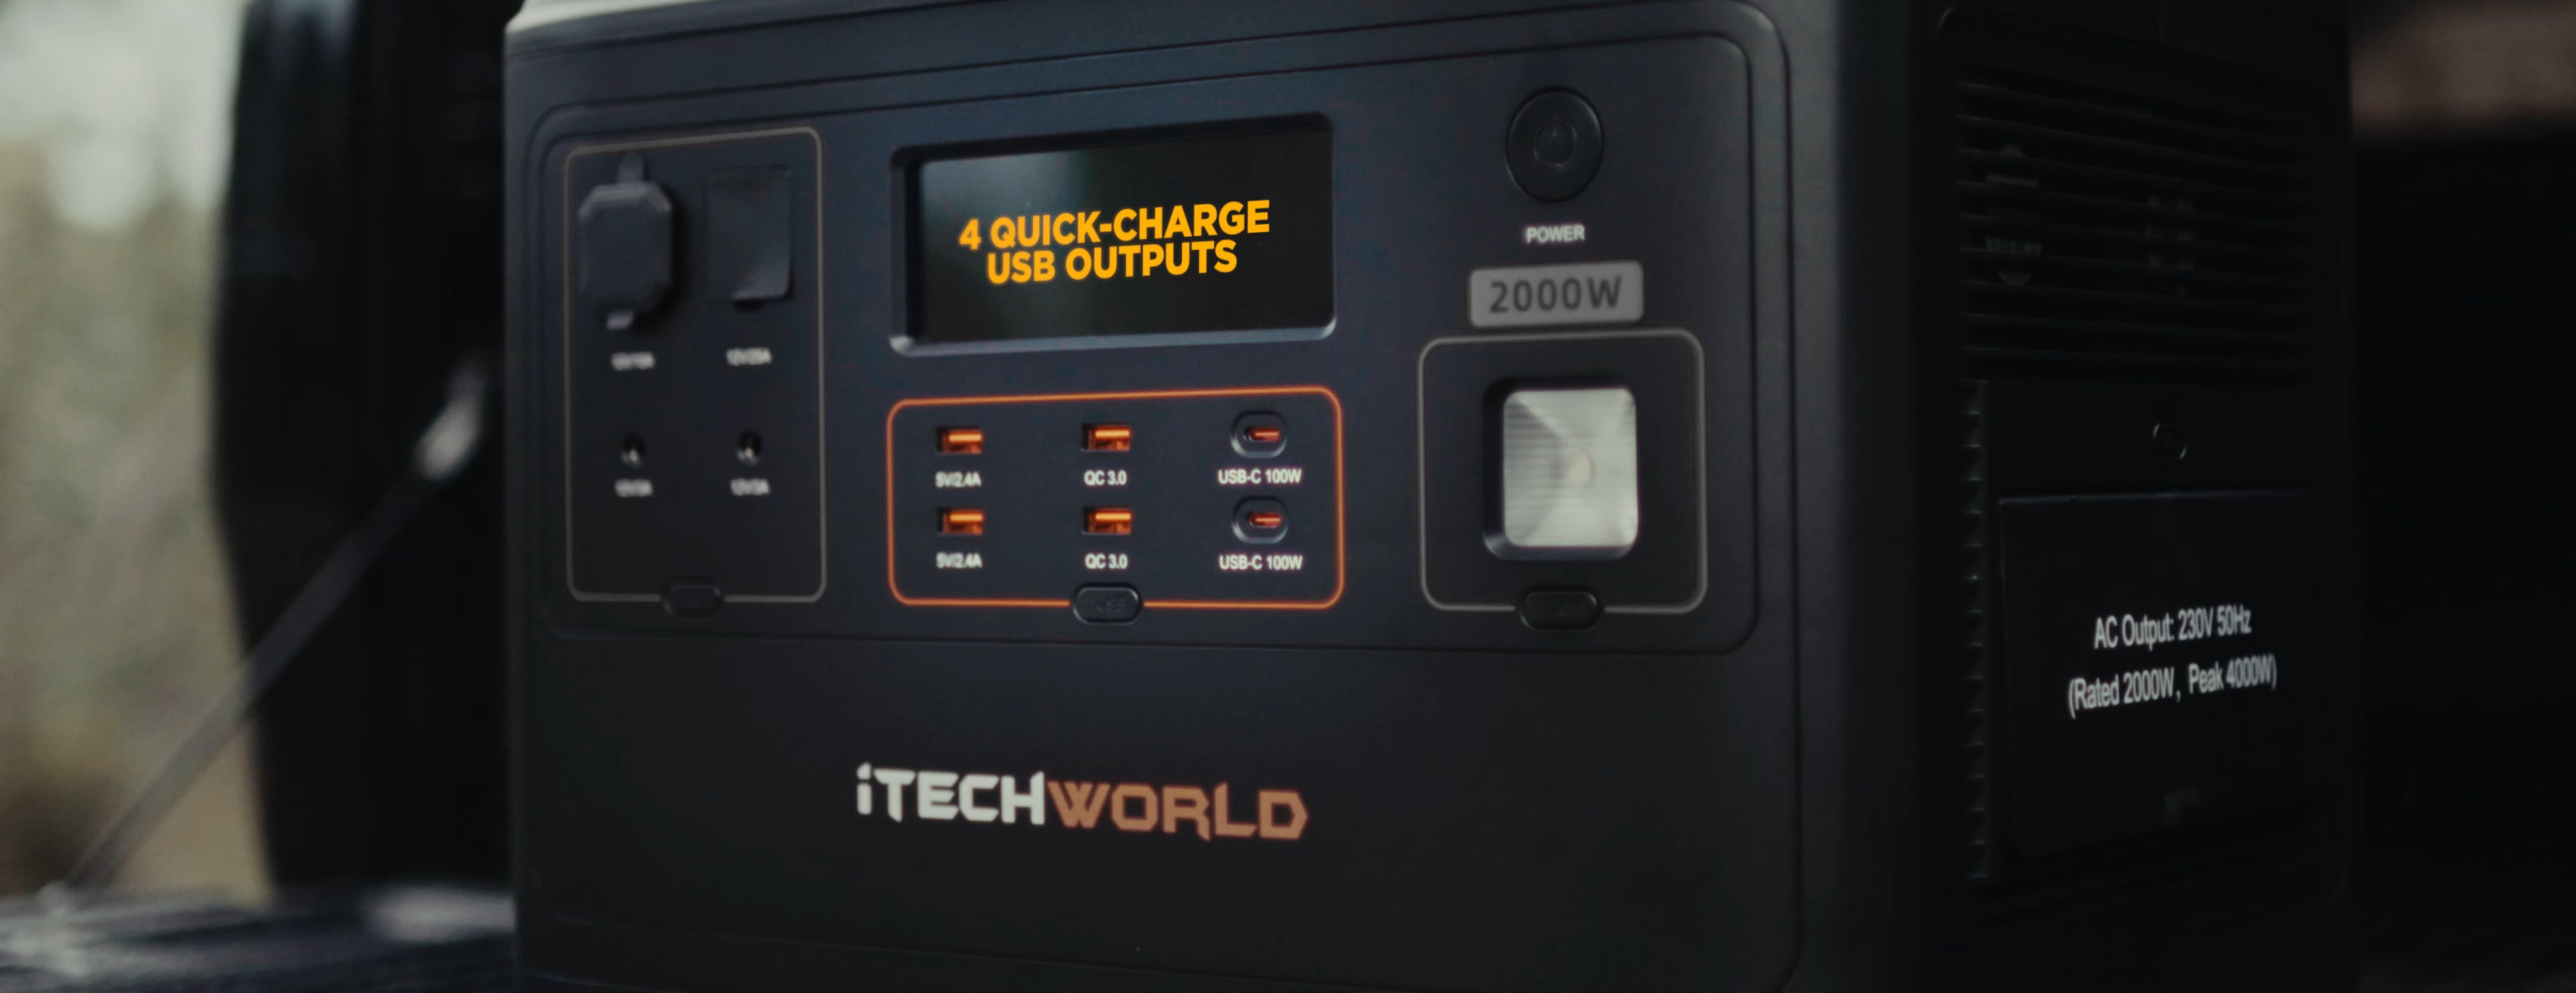 4 QUICK-CHARGE
USB OUTPUTS
POWER
2000W
5V/2.4A
QC 3.0
USB-C 100W
5V/2.4A
QC 3.0
USB-C 100W
USB
AC Output: 230V 50Hz
(Rated 2000W, Peak 4000W)
iTECHWORLD